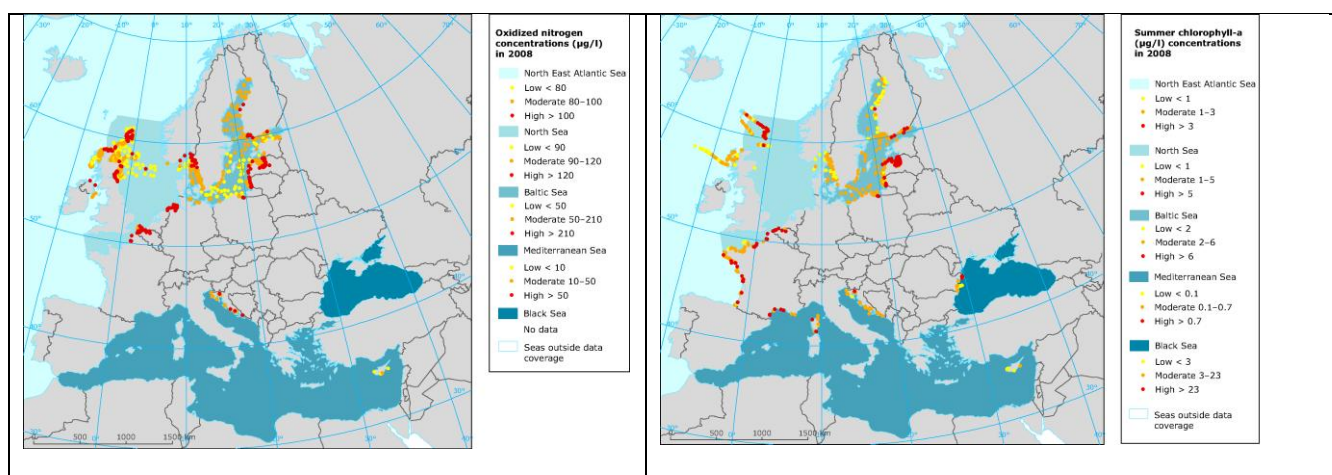 Oxidized nitrogen
concentrations (µg/l)
in 2008
North East Atlantic Sea
Low < 80
Moderate 80–100
High > 100
North Sea
Low < 90
Moderate 90–120
High > 120
Baltic Sea
Low < 50
Moderate 50–210
High > 210
Mediterranean Sea
Low < 10
Moderate 10–50
High > 50
Black Sea
No data
Seas outside data
coverage
0 500 1000 1500 km
Summer chlorophyll-a
(µg/l) concentrations
in 2008
North East Atlantic Sea
Low < 1
Moderate 1–3
High > 3
North Sea
Low < 1
Moderate 1–5
High > 5
Baltic Sea
Low < 2
Moderate 2–6
High > 6
Mediterranean Sea
Low < 0.1
Moderate 0.1–0.7
High > 0.7
Black Sea
Low < 3
Moderate 3–23
High > 23
Seas outside data
coverage
0 500 1000 1500 km